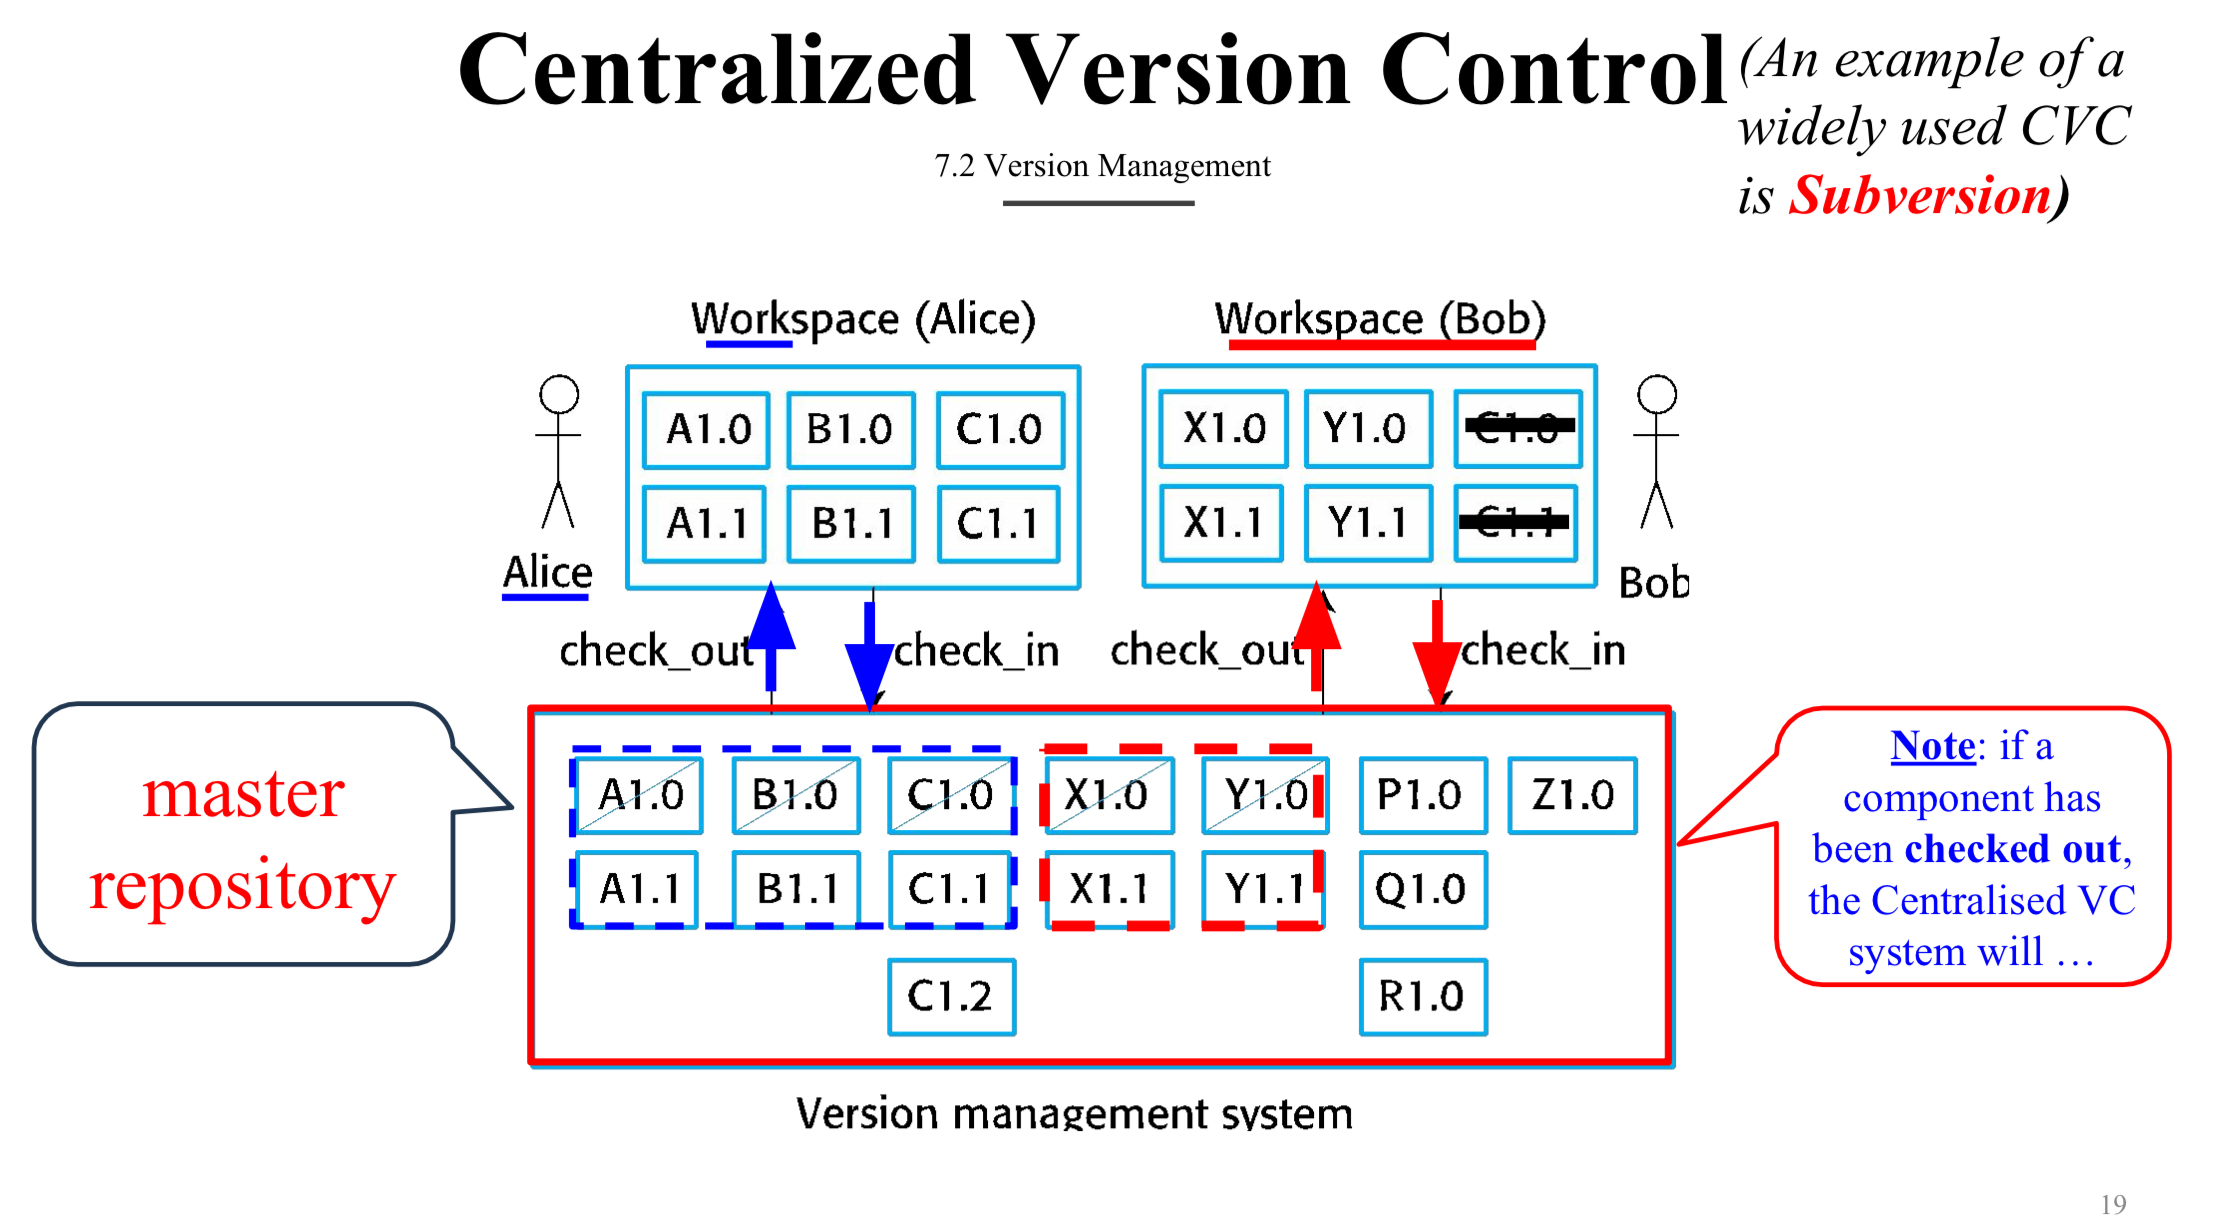 Centralized Version Control
(An example of a
widely used CVC
is Subversion)
7.2 Version Management
Workspace (Alice)
Workspace (Bob)
A1.0 B1.0 C1.0
X1.0 Y1.0 C1.0
A1.1 B1.1 C1.1
X1.1 Y1.1 C1.1
Alice
Bob
check_out
check_in
check_out
check_in
master
repository
A1.0 B1.0 C1.0 X1.0 Y1.0 P1.0 Z1.0
A1.1 B1.1 C1.1 X1.1 Y1.1 Q1.0
C1.2 R1.0
Note: if a
component has
been checked out,
the Centralised VC
system will …
Version management system
19